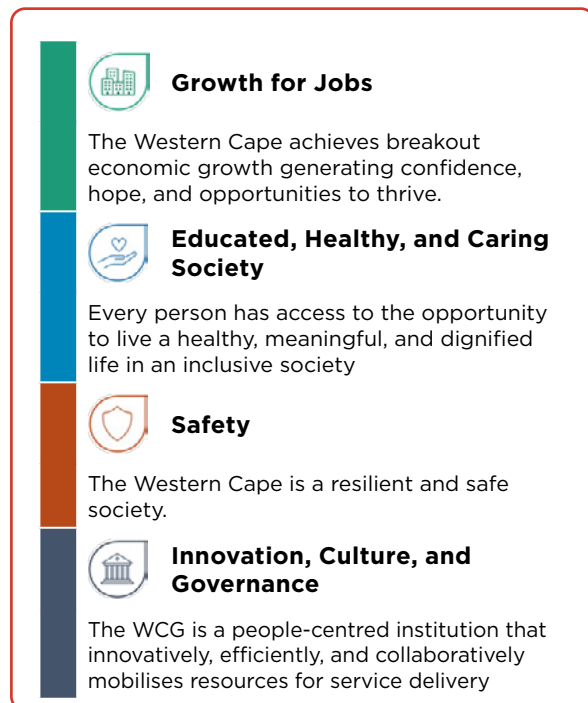 Growth for Jobs
The Western Cape achieves breakout
economic growth generating confidence,
hope, and opportunities to thrive.
Educated, Healthy, and Caring
Society
Every person has access to the opportunity
to live a healthy, meaningful, and dignified
life in an inclusive society
Safety
The Western Cape is a resilient and safe
society.
Innovation, Culture, and
Governance
The WCG is a people-centred institution that
innovatively, efficiently, and collaboratively
mobilises resources for service delivery